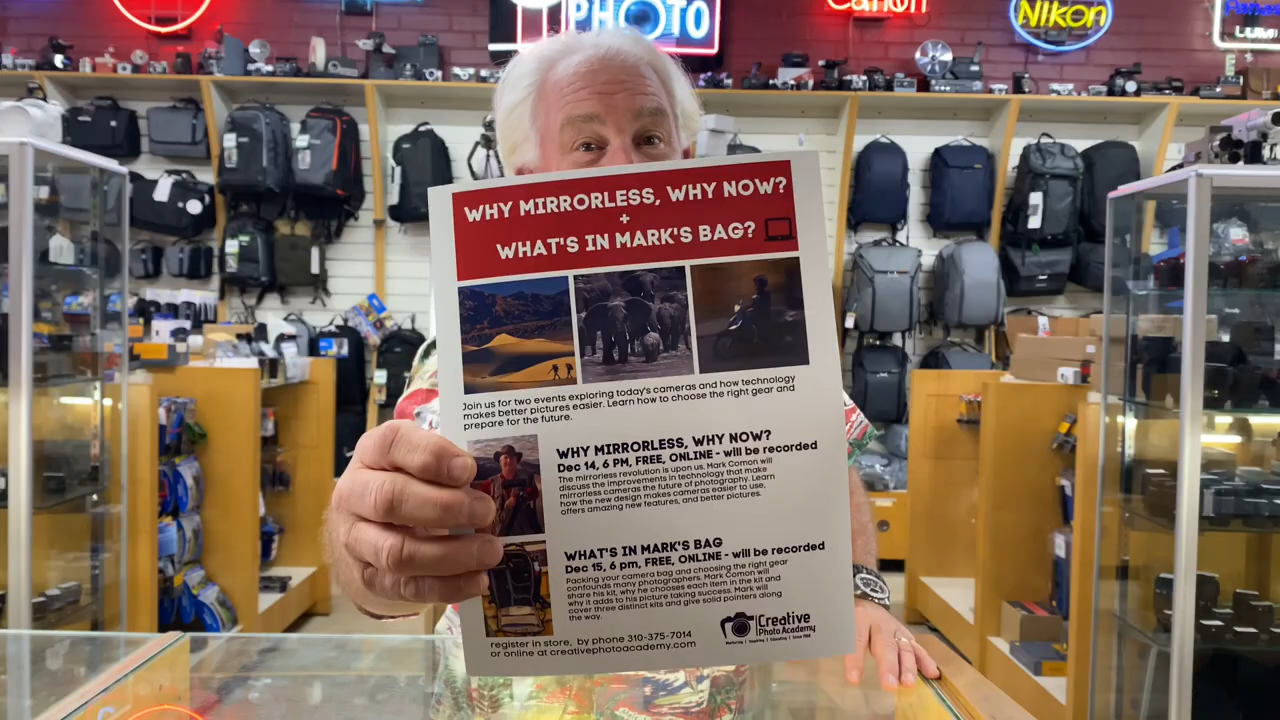 PHOTO
Canon
Nikon
WHY MIRRORLESS, WHY NOW?
+
WHAT'S IN MARK'S BAG?
Join us for two events exploring today's cameras and how technology
makes better pictures easier. Learn how to choose the right gear and
prepare for the future.
WHY MIRRORLESS, WHY NOW?
Dec 14, 6 PM, FREE, ONLINE - will be recorded
The mirrorless revolution is upon us. Mark Comon will
discuss the improvements in technology that make
mirrorless cameras the future of photography. Learn
how the new design makes cameras easier to use,
offers amazing new features, and better pictures.
WHAT'S IN MARK'S BAG
Dec 15, 6 pm, FREE, ONLINE - will be recorded
Packing your camera bag and choosing the right gear
confounds many photographers. Mark Comon will
share his kit, why he chooses each item in the kit and
why it adds to his picture taking success. Mark will
cover three distinct kits and give solid pointers along
the way.
Creative
Photo Academy
Mentoring | Inspiring | Educating | Since 1988
register in store, by phone 310-375-7014
or online at creativephotoacademy.com